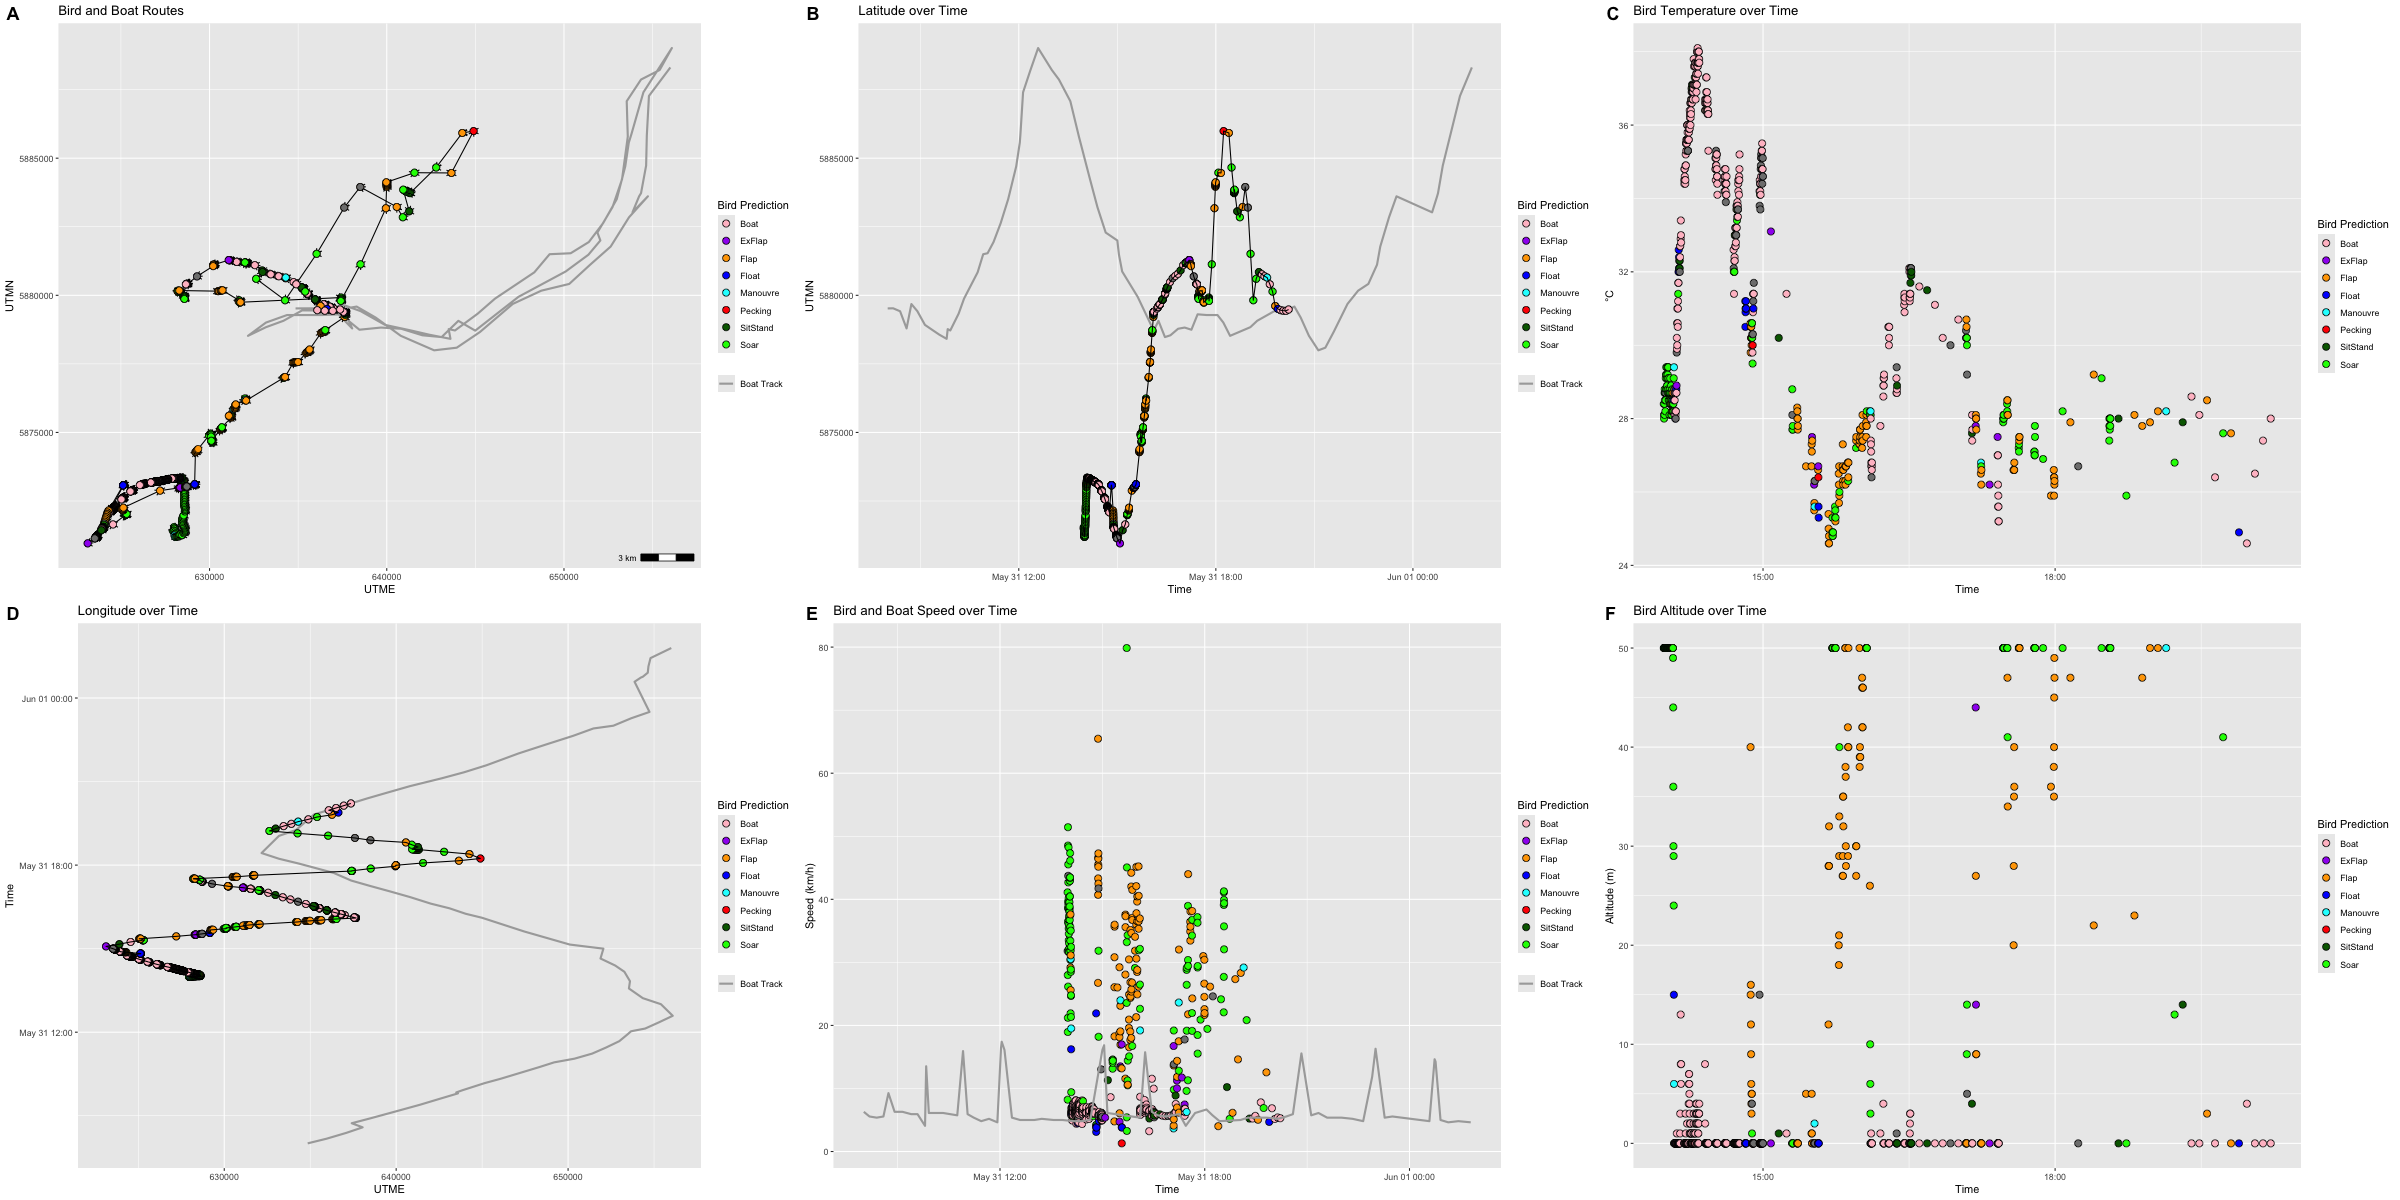 A Bird and Boat Routes
5885000
5880000
5875000
UTMN
630000 640000 650000
UTME
3 km
Bird Prediction
Boat
ExFlap
Flap
Float
Manouvre
Pecking
SitStand
Soar
B Latitude over Time
5885000
5880000
5875000
UTMN
May 31 12:00 May 31 18:00 Jun 01 00:00
Time
Boat Track
Bird Prediction
Boat
ExFlap
Flap
Float
Manouvre
Pecking
SitStand
Soar
Boat Track
C Bird Temperature over Time
36
32
28
24
°C
15:00 18:00
Time
Bird Prediction
Boat
ExFlap
Flap
Float
Manouvre
Pecking
SitStand
Soar
D Longitude over Time
Jun 01 00:00
May 31 18:00
May 31 12:00
Time
630000 640000 650000
UTME
Bird Prediction
Boat
ExFlap
Flap
Float
Manouvre
Pecking
SitStand
Soar
Boat Track
E Bird and Boat Speed over Time
80
60
40
20
0
Speed (km/h)
May 31 12:00 May 31 18:00 Jun 01 00:00
Time
Bird Prediction
Boat
ExFlap
Flap
Float
Manouvre
Pecking
SitStand
Soar
Boat Track
F Bird Altitude over Time
50
40
30
20
10
0
Altitude (m)
15:00 18:00
Time
Bird Prediction
Boat
ExFlap
Flap
Float
Manouvre
Pecking
SitStand
Soar